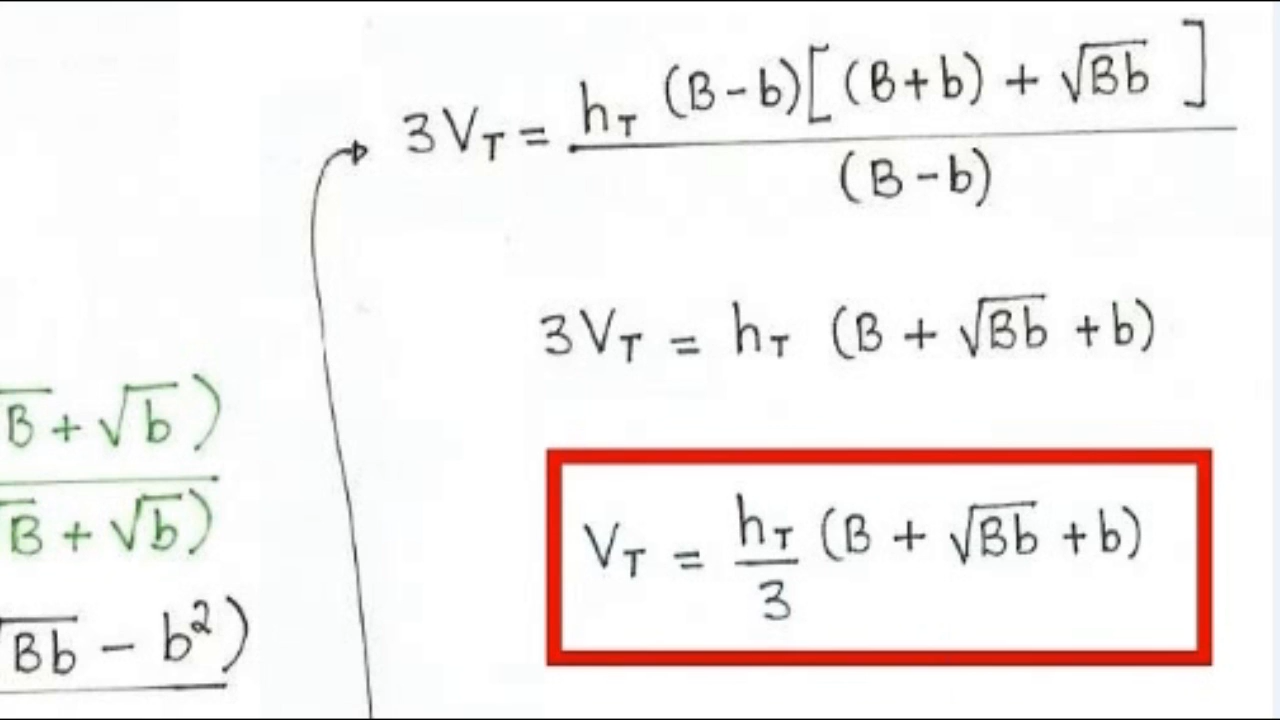 B + √b )
B + √b)
√Bb − b²)
3V_T = h_T (B − b)[(B + b) + √Bb ]
(B − b)
3V_T = h_T (B + √Bb + b)
V_T = h_T/3 (B + √Bb + b)